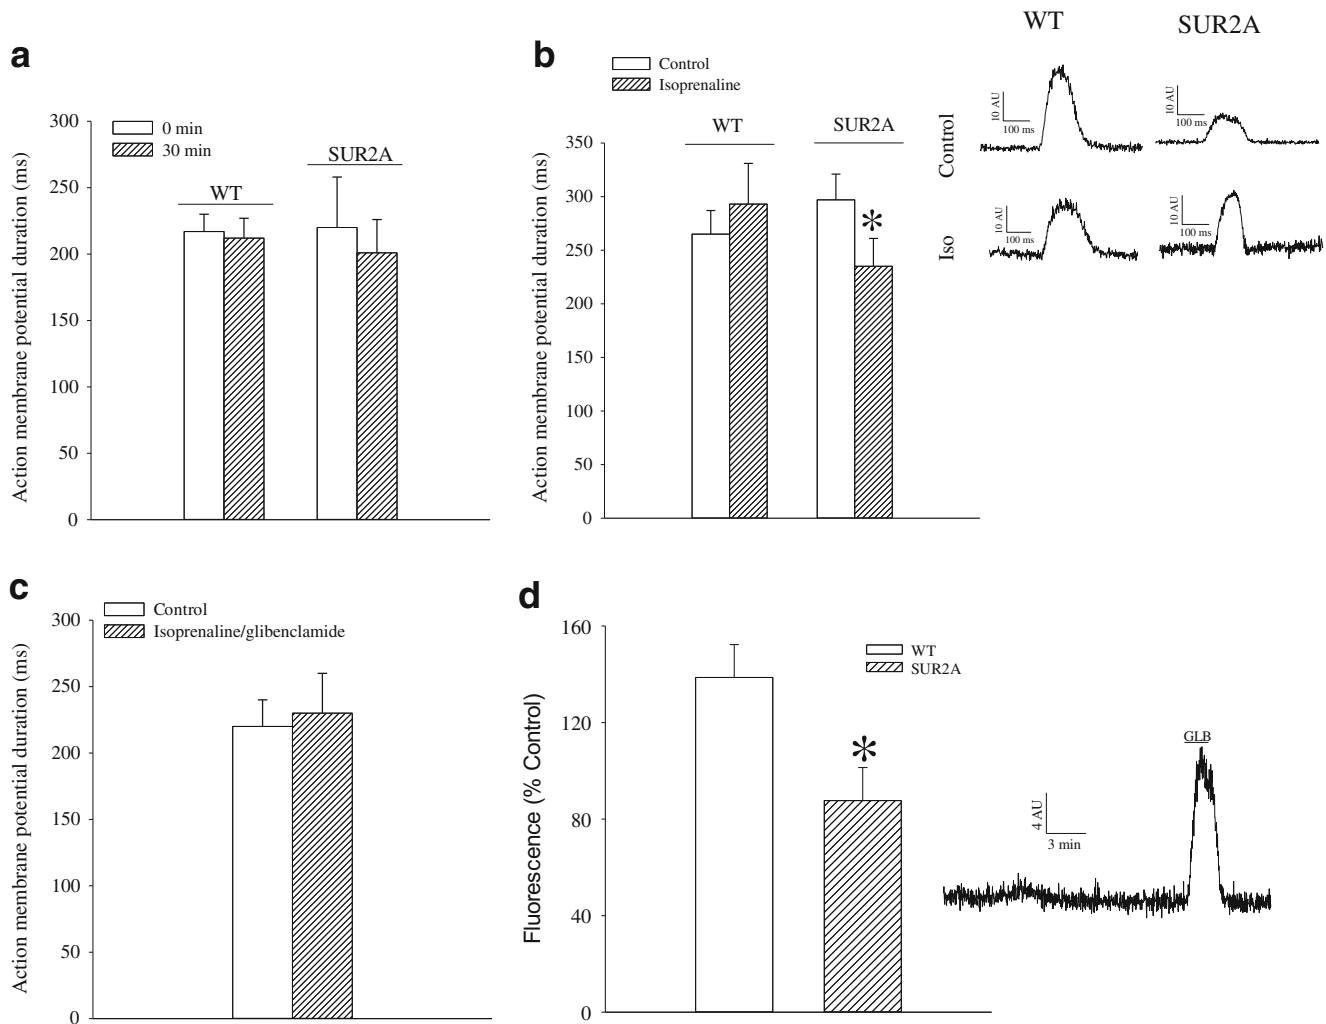 a
0 min
30 min
WT
SUR2A
Action membrane potential duration (ms)
300
250
200
150
100
50
0
b
Control
Isoprenaline
WT
SUR2A
*
Action membrane potential duration (ms)
350
300
250
200
150
100
50
0
WT
SUR2A
Control
10 AU
100 ms
10 AU
100 ms
Iso
10 AU
100 ms
10 AU
100 ms
c
Control
Isoprenaline/glibenclamide
Action membrane potential duration (ms)
300
250
200
150
100
50
0
d
WT
SUR2A
*
Fluorescence (% Control)
160
120
80
40
0
GLB
4 AU
3 min